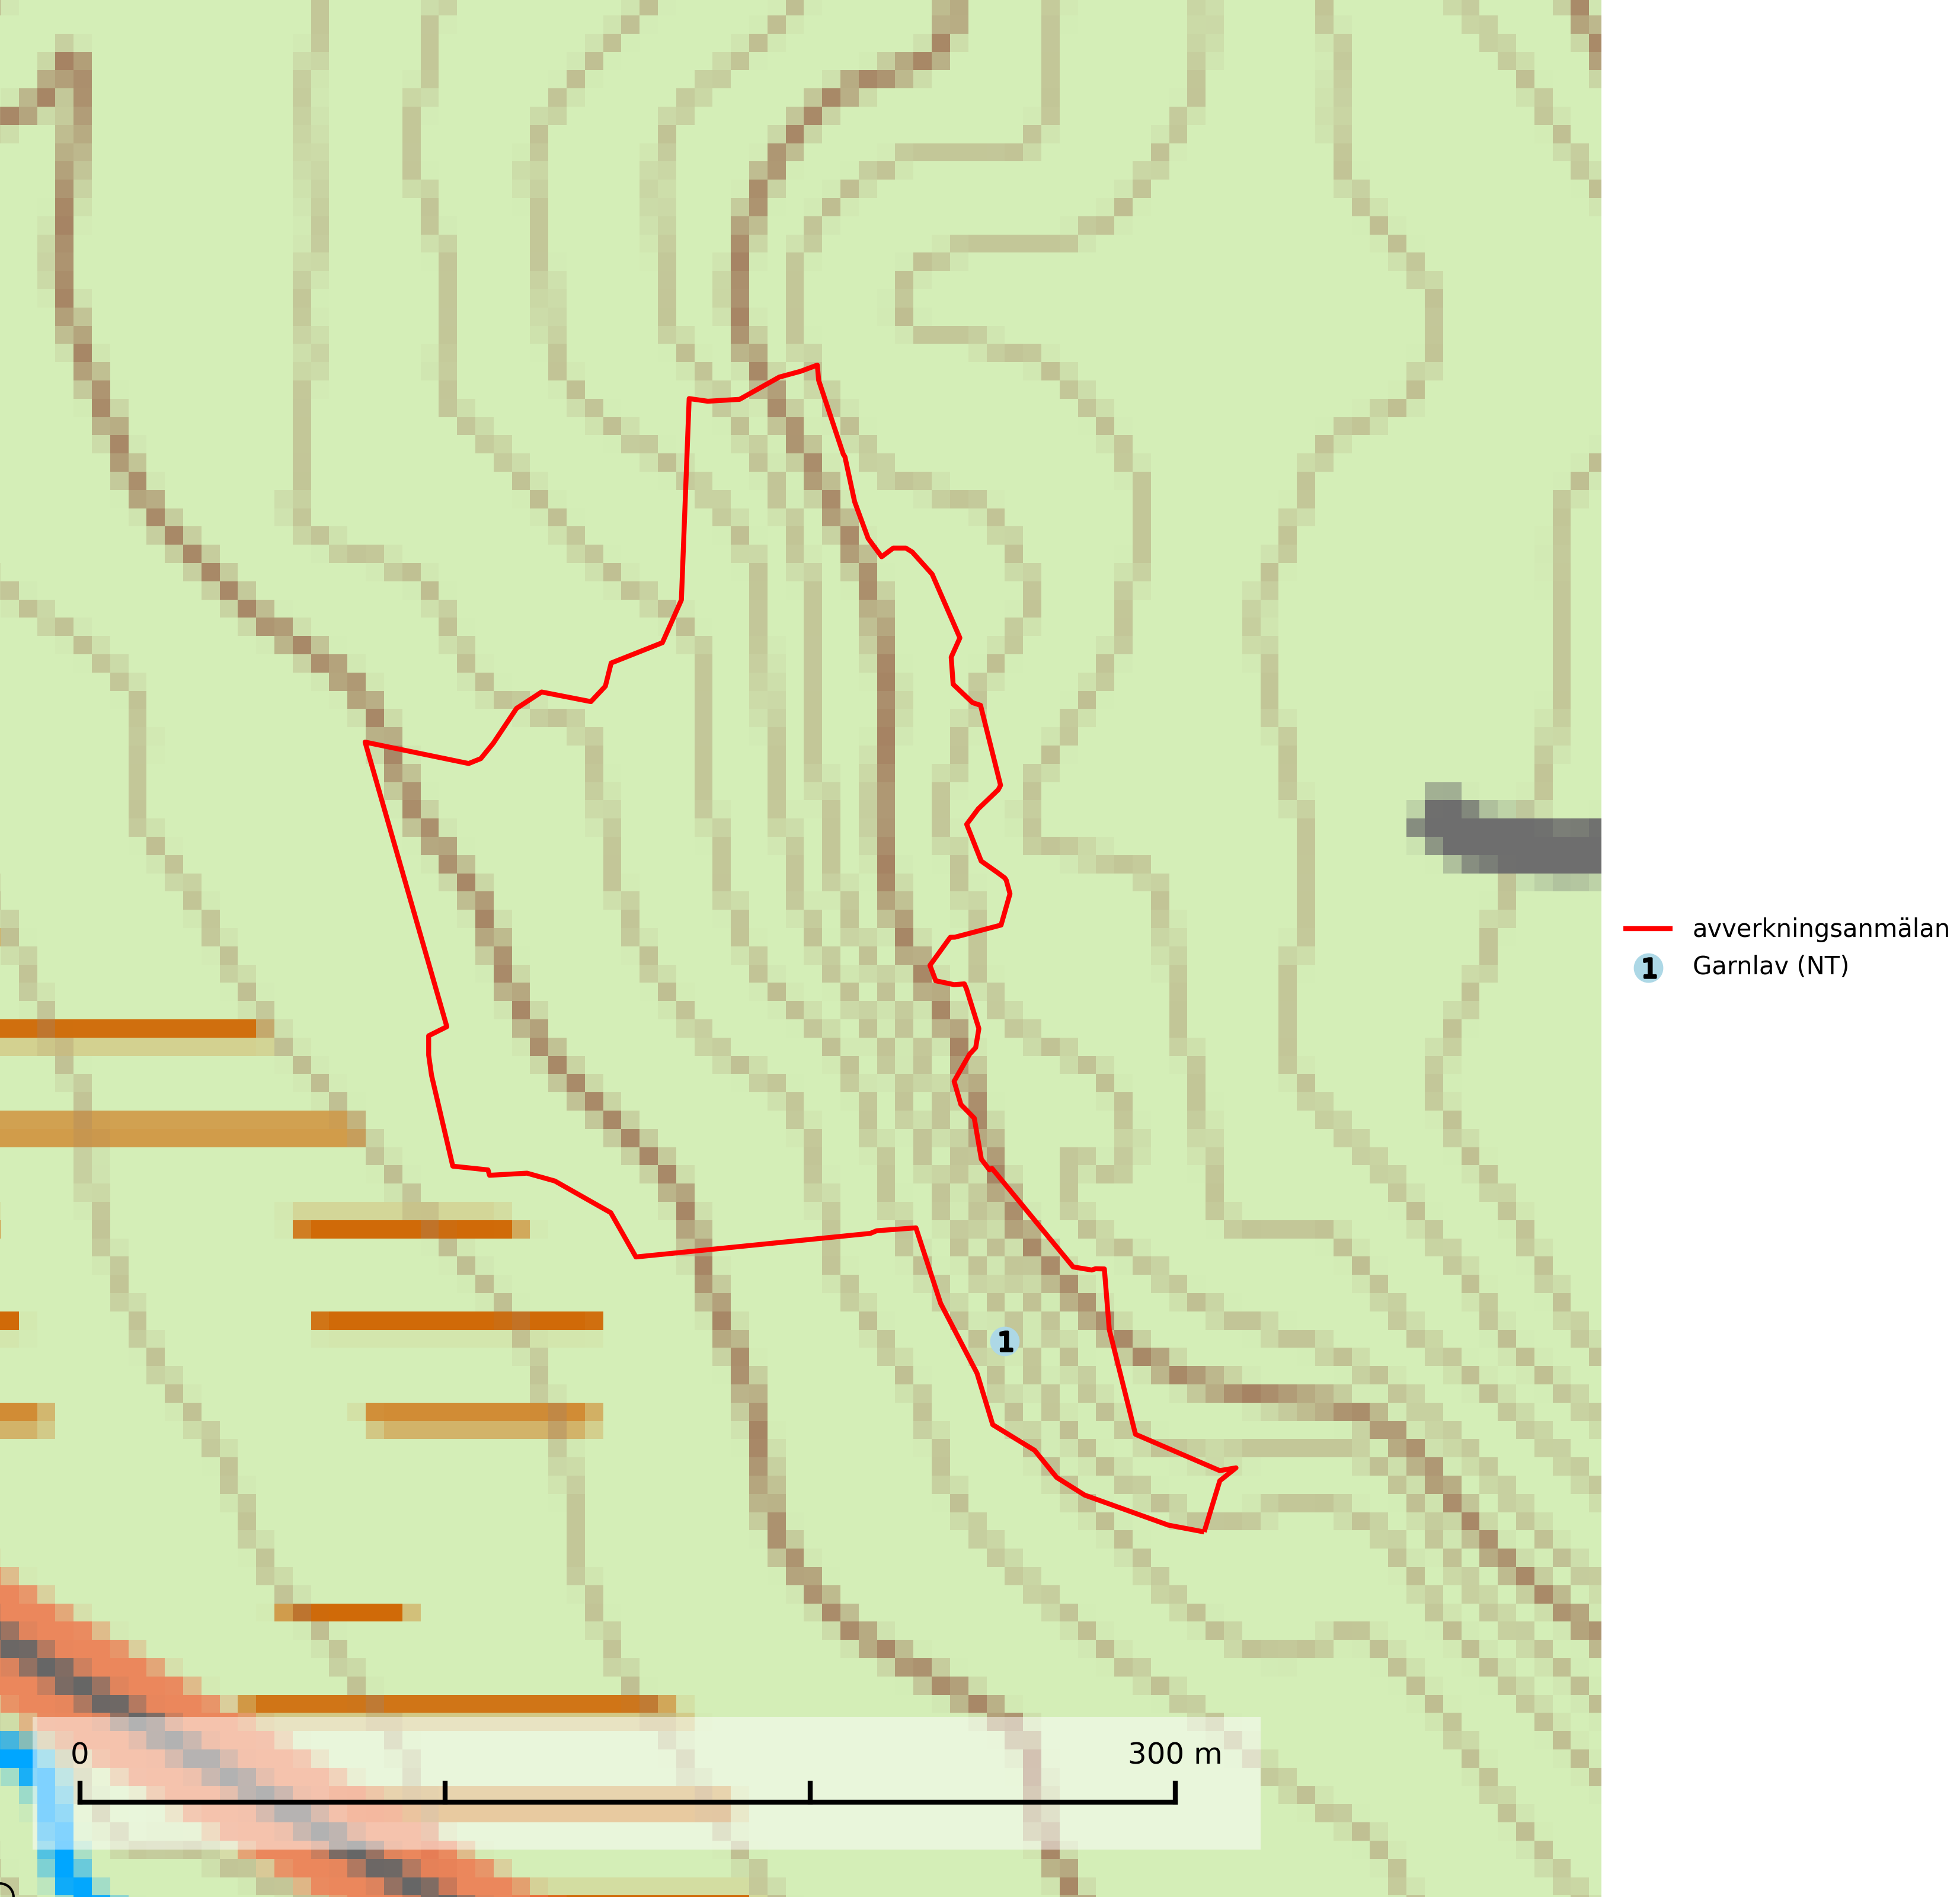 1
avverkningsanmälan
1 Garnlav (NT)
0 300 m